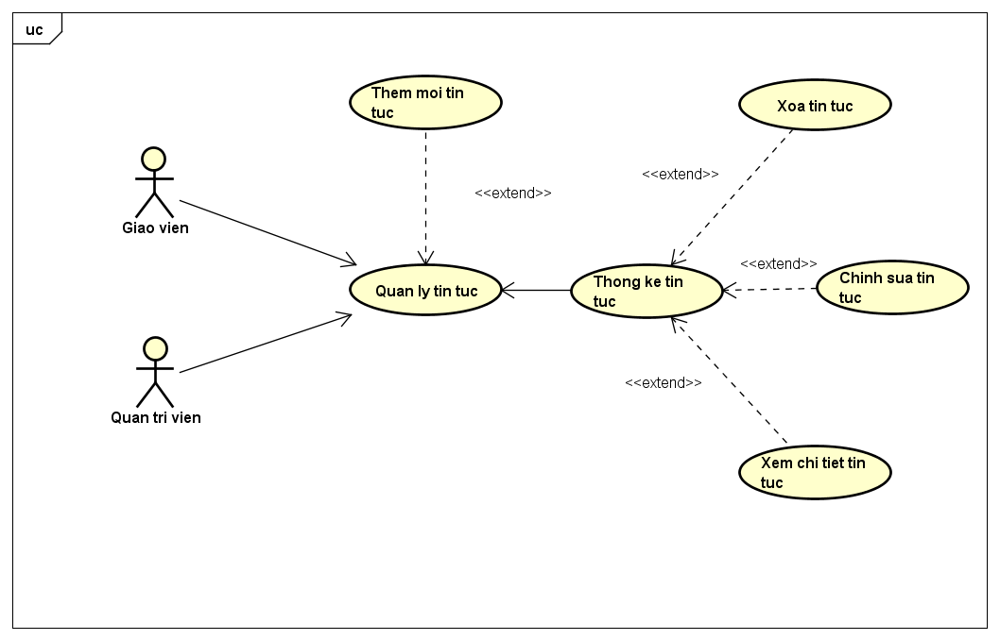 uc
Them moi tin
tuc
Xoa tin tuc
<<extend>>
<<extend>>
Giao vien
<<extend>>
Quan ly tin tuc
Thong ke tin
tuc
Chinh sua tin
tuc
<<extend>>
Quan tri vien
Xem chi tiet tin
tuc